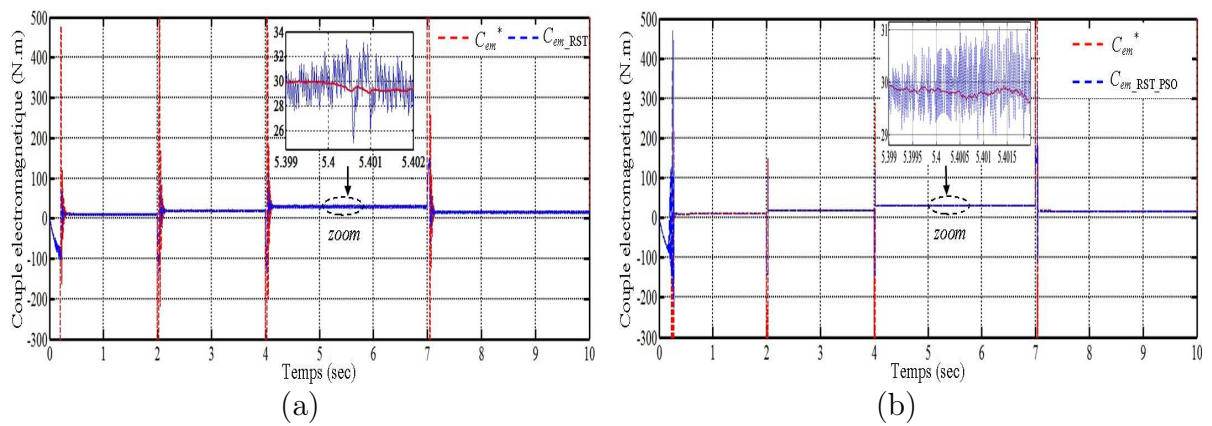 500
400
300
200
100
0
-100
-200
-300
Couple electromagnetique (N.m)
0 1 2 3 4 5 6 7 8 9 10
Temps (sec)
34
32
30
28
26
5.399 5.4 5.401 5.402
zoom
Cem* Cem_RST
(a)
500
400
300
200
100
0
-100
-200
-300
Couple electromagnetique (N.m)
0 1 2 3 4 5 6 7 8 9 10
Temps (sec)
31
30
29
5.399 5.3995 5.4 5.4005 5.401 5.4015
zoom
Cem*
Cem_RST_PSO
(b)